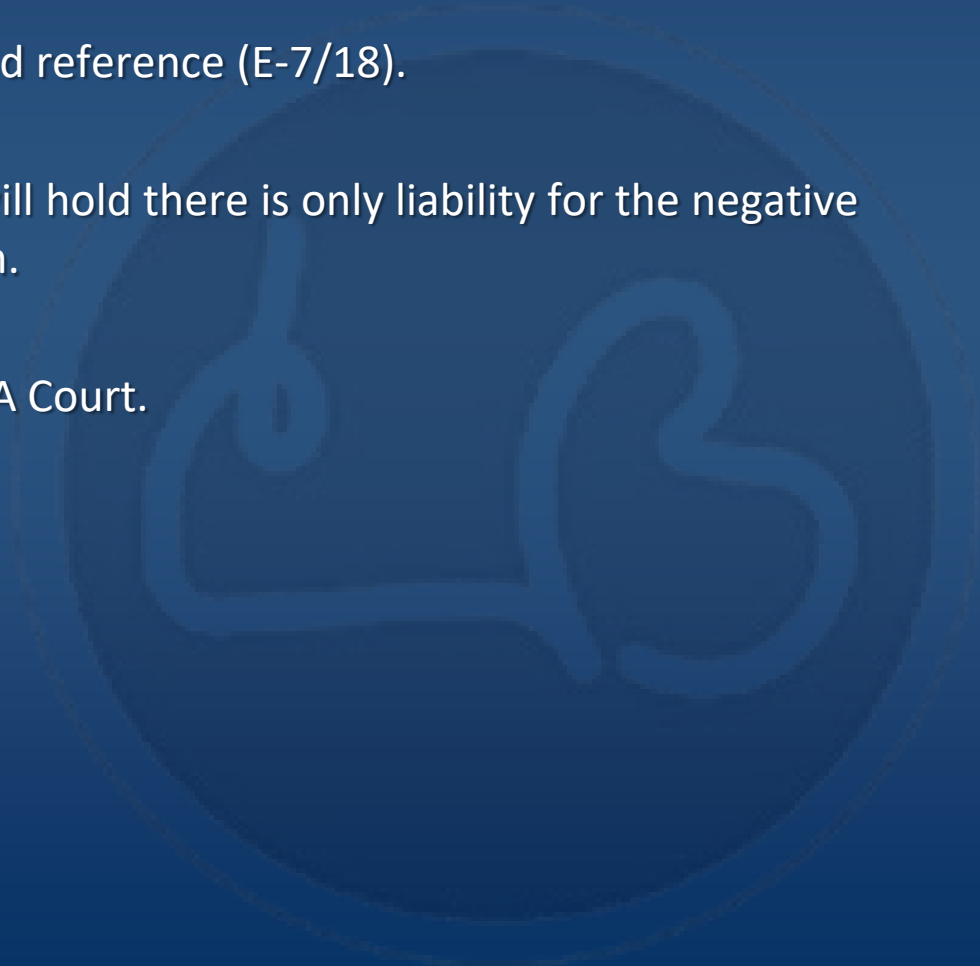 d reference (E-7/18).
ill hold there is only liability for the negative
n.
A Court.